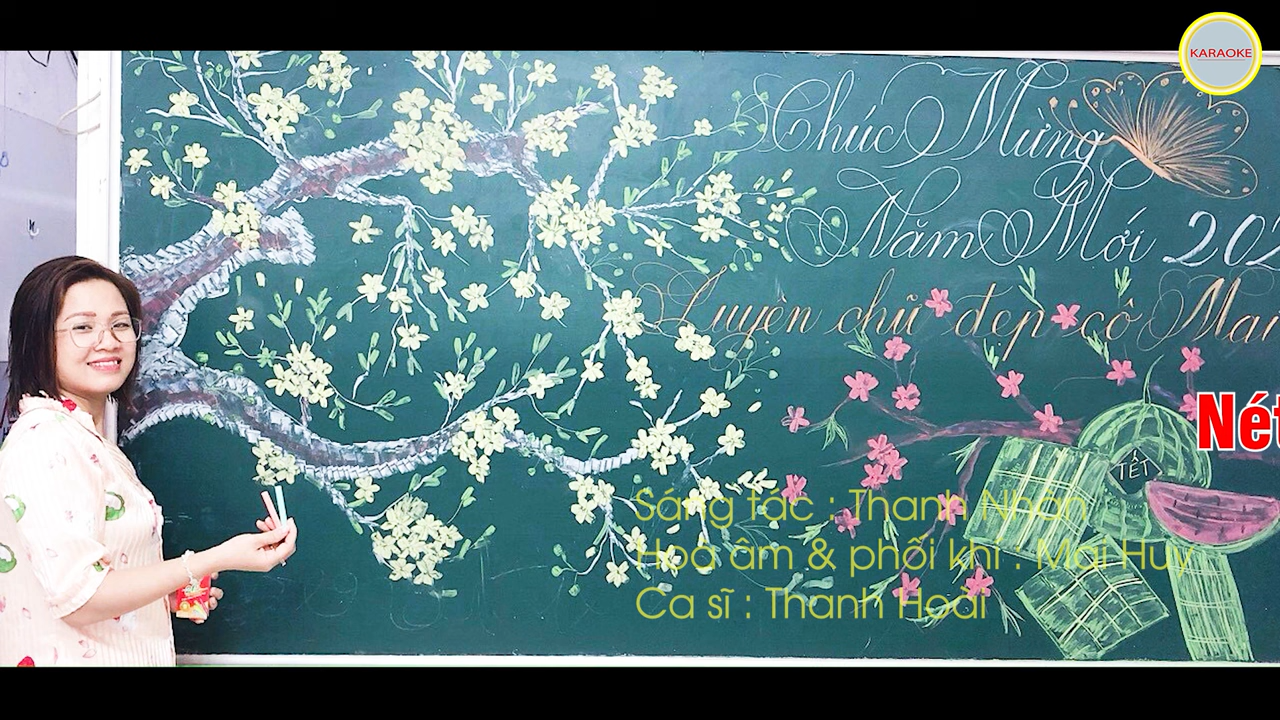 KARAOKE
Chúc Mừng
Năm Mới 202
Luyện chữ đẹp cô Mai
Nét
TẾT
Sáng tác : Thanh Nhân
Hoà âm & phối khí : Mai Huy
Ca sĩ : Thanh Hoài